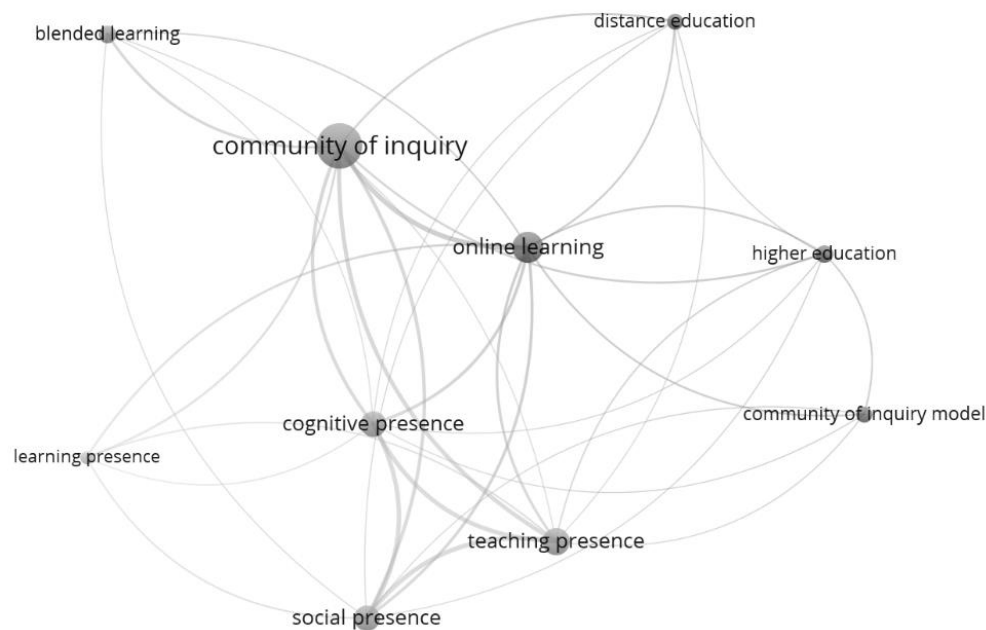 distance education
blended learning
community of inquiry
online learning
higher education
community of inquiry model
cognitive presence
learning presence
teaching presence
social presence